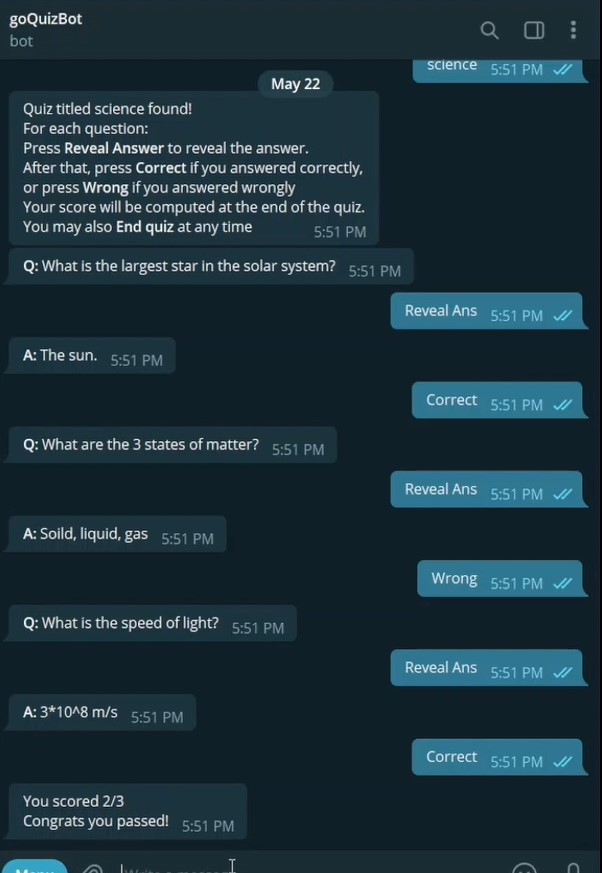 goQuizBot
bot
science 5:51 PM
May 22
Quiz titled science found!
For each question:
Press Reveal Answer to reveal the answer.
After that, press Correct if you answered correctly,
or press Wrong if you answered wrongly
Your score will be computed at the end of the quiz.
You may also End quiz at any time 5:51 PM
Q: What is the largest star in the solar system? 5:51 PM
Reveal Ans 5:51 PM
A: The sun. 5:51 PM
Correct 5:51 PM
Q: What are the 3 states of matter? 5:51 PM
Reveal Ans 5:51 PM
A: Soild, liquid, gas 5:51 PM
Wrong 5:51 PM
Q: What is the speed of light? 5:51 PM
Reveal Ans 5:51 PM
A: 3*10^8 m/s 5:51 PM
Correct 5:51 PM
You scored 2/3
Congrats you passed! 5:51 PM
Menu Write a message...